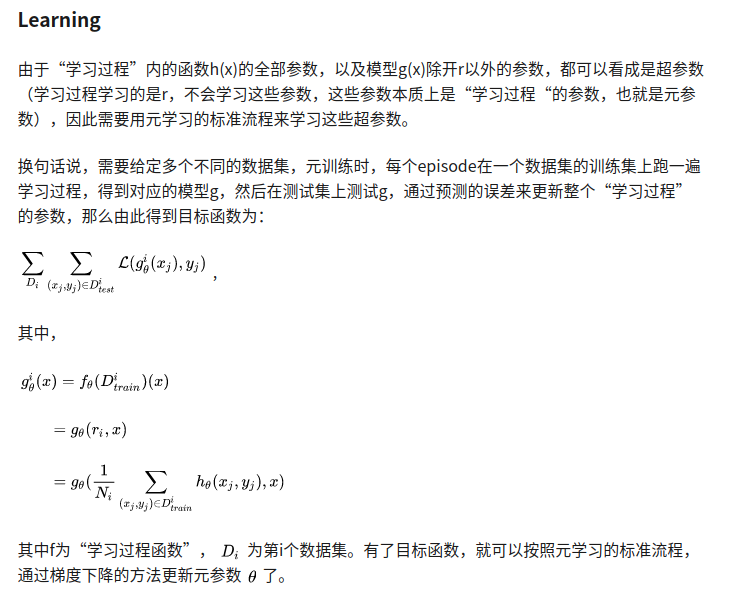 Learning
由于“学习过程”内的函数h(x)的全部参数，以及模型g(x)除开r以外的参数，都可以看成是超参数
（学习过程学习的是r，不会学习这些参数，这些参数本质上是“学习过程“的参数，也就是元参
数），因此需要用元学习的标准流程来学习这些超参数。
换句话说，需要给定多个不同的数据集，元训练时，每个episode在一个数据集的训练集上跑一遍
学习过程，得到对应的模型g，然后在测试集上测试g，通过预测的误差来更新整个“学习过程”
的参数，那么由此得到目标函数为：
$\sum_{D_i} \sum_{(x_j,y_j)\in D^i_{test}} \mathcal{L}(g^i_\theta(x_j), y_j)$ ，
其中，
$g^i_\theta(x) = f_\theta(D^i_{train})(x)$
$= g_\theta(r_i, x)$
$= g_\theta(\frac{1}{N_i} \sum_{(x_j,y_j)\in D^i_{train}} h_\theta(x_j, y_j), x)$
其中f为“学习过程函数”， $D_i$ 为第i个数据集。有了目标函数，就可以按照元学习的标准流程，
通过梯度下降的方法更新元参数 $\theta$ 了。